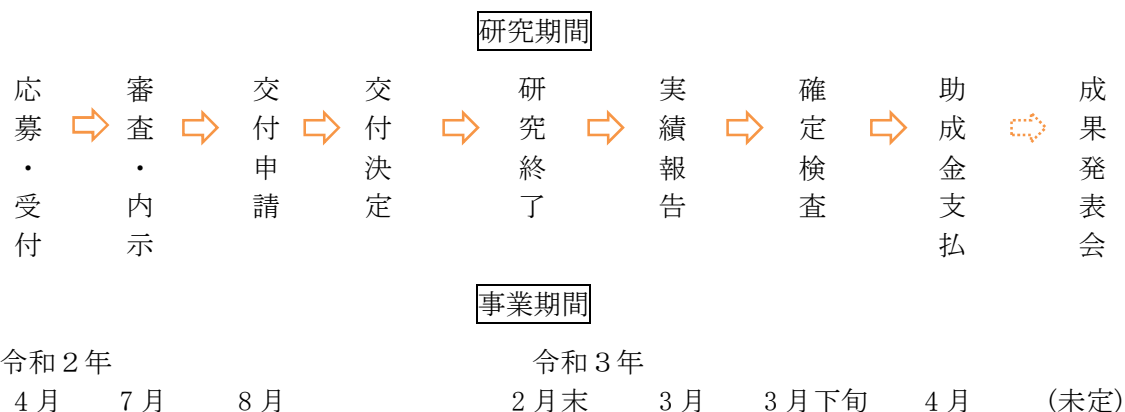 研究期間
応募・受付
審査・内示
交付申請
交付決定
研究終了
実績報告
確定検査
助成金支払
成果発表会
事業期間
令和２年 令和３年
４月 ７月 ８月 ２月末 ３月 ３月下旬 ４月 (未定)